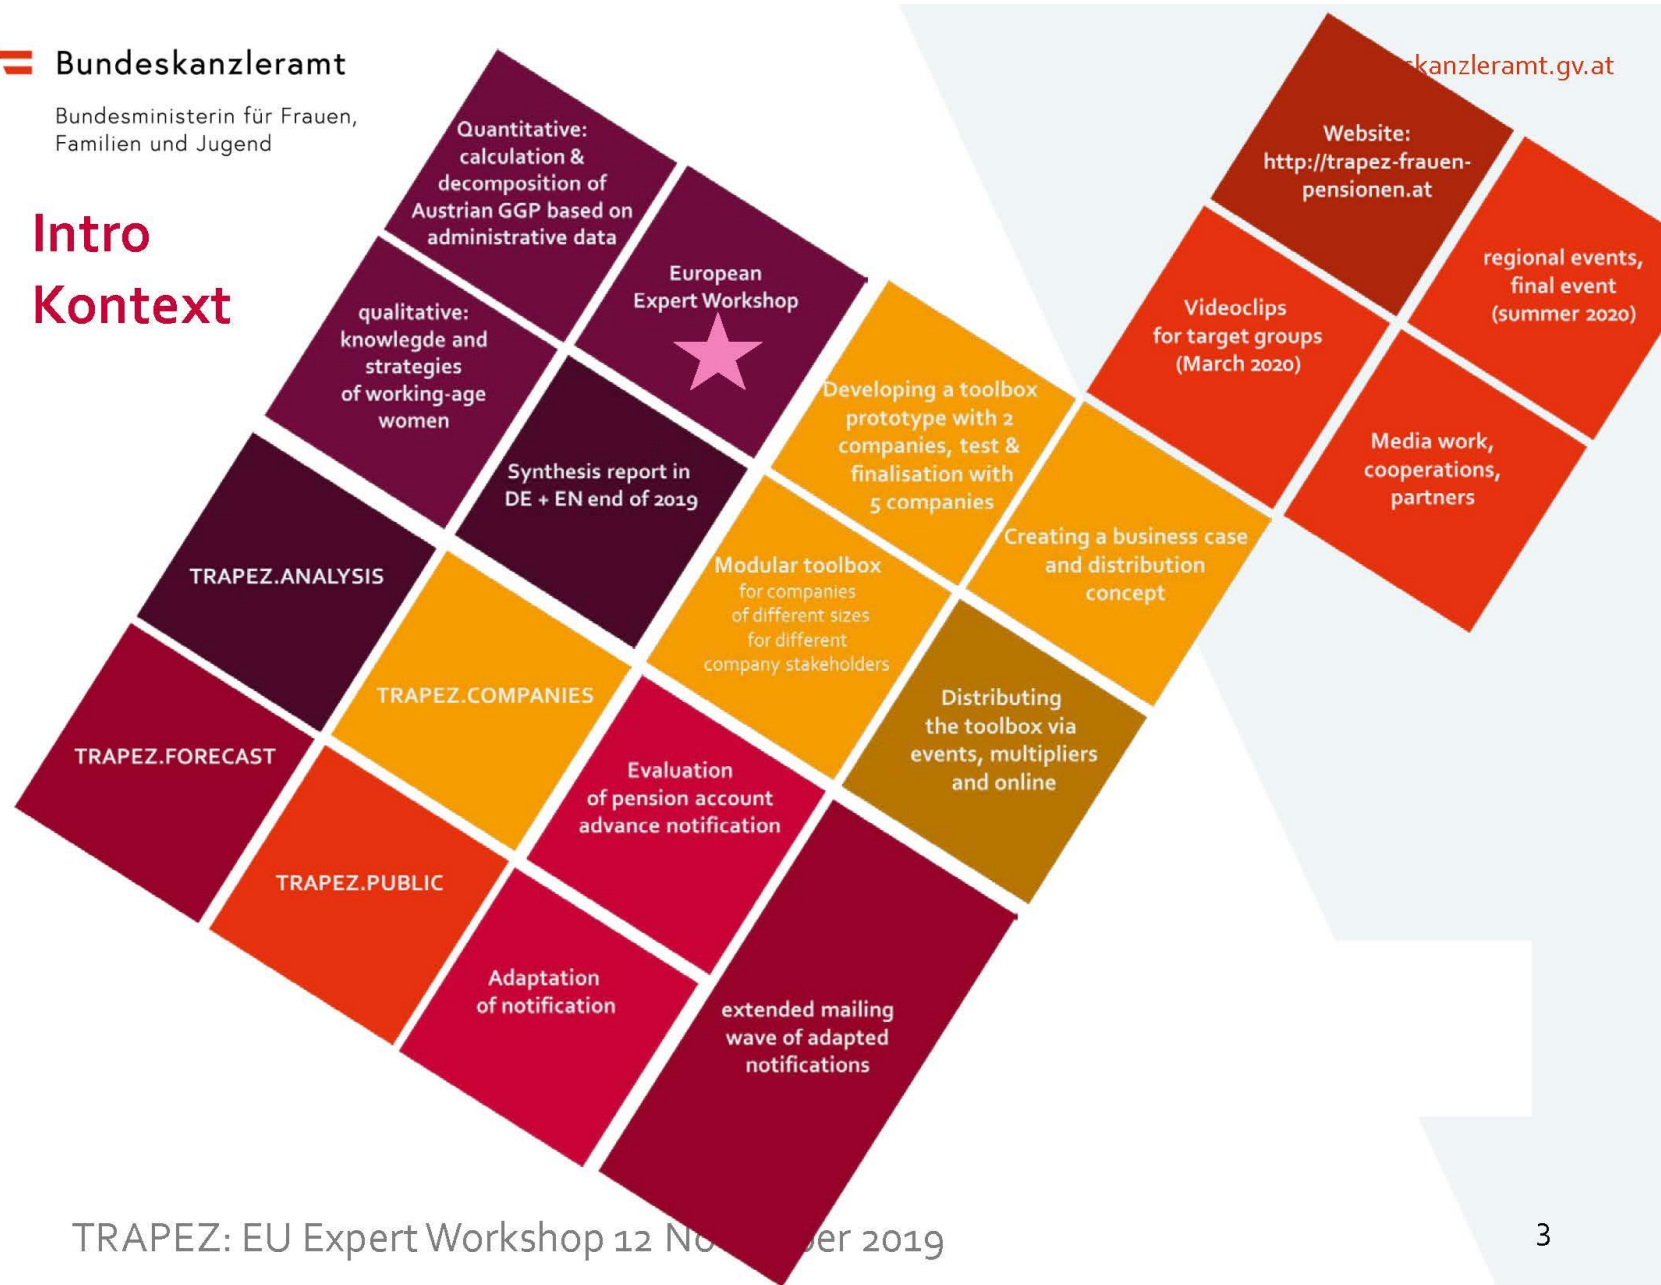 Bundeskanzleramt
Bundesministerin für Frauen,
Familien und Jugend
kanzleramt.gv.at
Intro
Kontext
Quantitative:
calculation &
decomposition of
Austrian GGP based on
administrative data
European
Expert Workshop
qualitative:
knowlegde and
strategies
of working-age
women
Synthesis report in
DE + EN end of 2019
TRAPEZ.ANALYSIS
TRAPEZ.COMPANIES
TRAPEZ.FORECAST
TRAPEZ.PUBLIC
Developing a toolbox
prototype with 2
companies, test &
finalisation with
5 companies
Modular toolbox
for companies
of different sizes
for different
company stakeholders
Creating a business case
and distribution
concept
Distributing
the toolbox via
events, multipliers
and online
Evaluation
of pension account
advance notification
Adaptation
of notification
extended mailing
wave of adapted
notifications
Website:
http://trapez-frauen-
pensionen.at
Videoclips
for target groups
(March 2020)
regional events,
final event
(summer 2020)
Media work,
cooperations,
partners
TRAPEZ: EU Expert Workshop 12 No er 2019
3